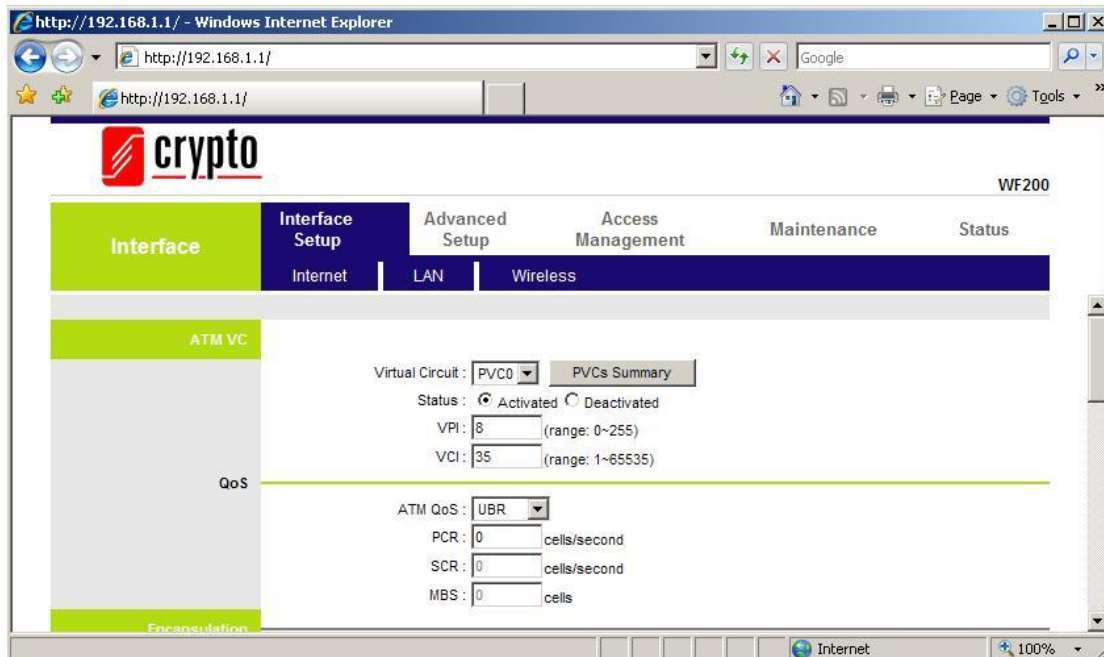 http://192.168.1.1/ - Windows Internet Explorer
http://192.168.1.1/
Google
http://192.168.1.1/
Page
Tools
»
crypto
WF200
Interface
Interface Setup
Advanced Setup
Access Management
Maintenance
Status
Internet
LAN
Wireless
ATM VC
Virtual Circuit : PVC0 PVCs Summary
Status : Activated Deactivated
VPI : 8 (range: 0~255)
VCI : 35 (range: 1~65535)
QoS
ATM QoS : UBR
PCR : 0 cells/second
SCR : 0 cells/second
MBS : 0 cells
Encapsulation
Internet
100%